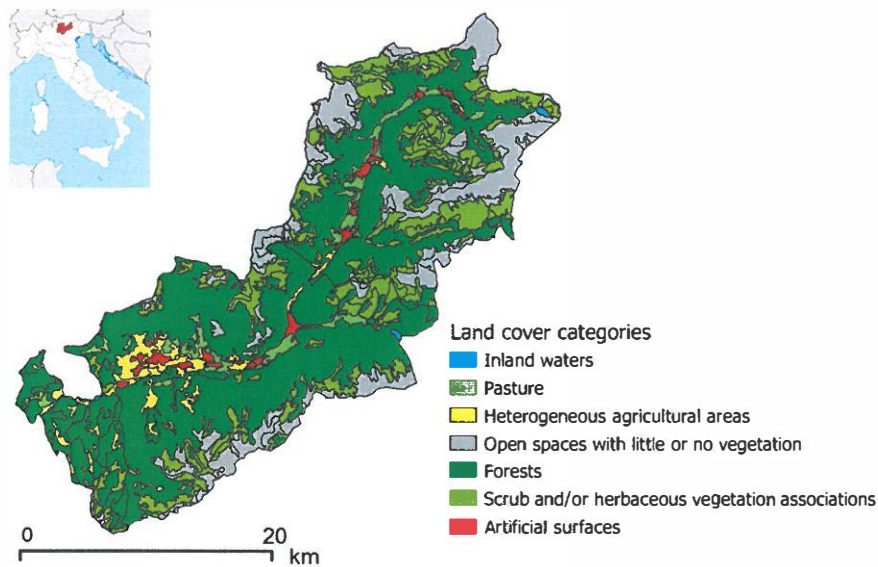 Land cover categories
Inland waters
Pasture
Heterogeneous agricultural areas
Open spaces with little or no vegetation
Forests
Scrub and/or herbaceous vegetation associations
Artificial surfaces
0 20
km